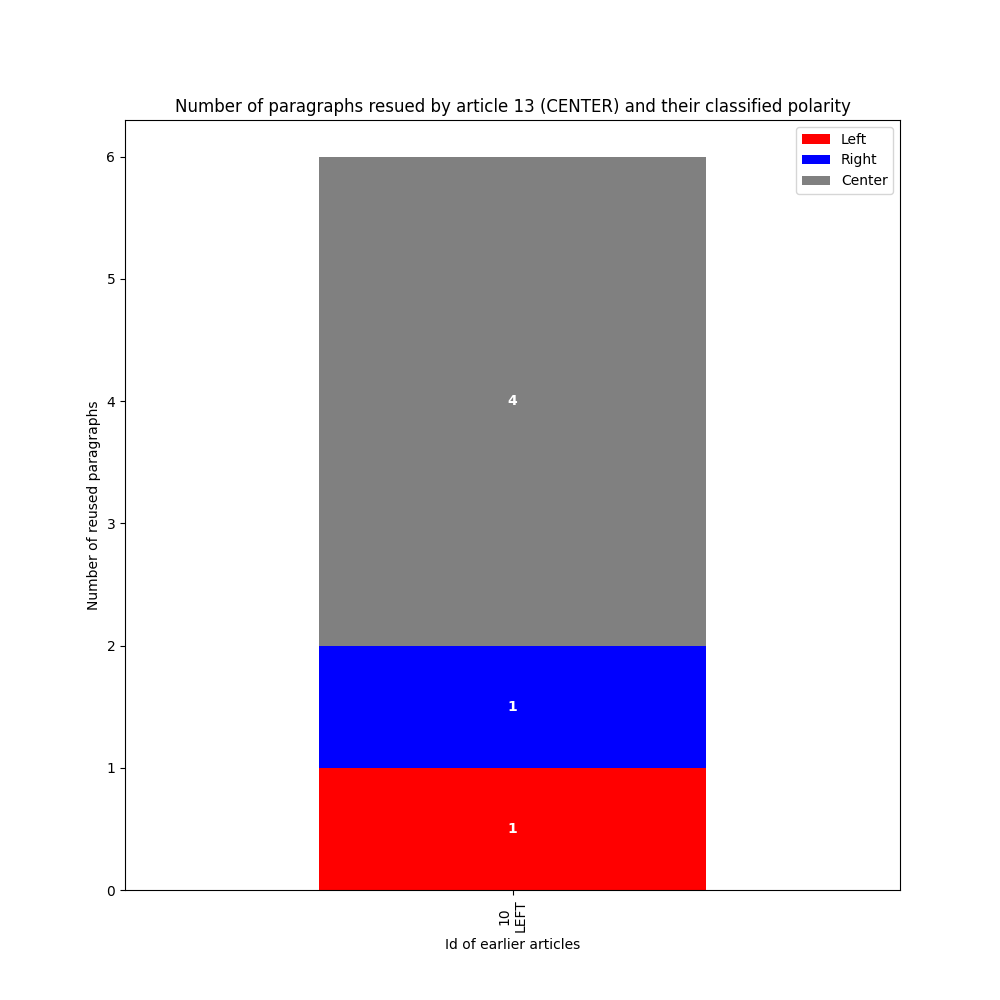 Number of paragraphs resued by article 13 (CENTER) and their classified polarity
Left
Right
Center
6
5
4
3
2
1
0
Number of reused paragraphs
4
1
1
10
LEFT
Id of earlier articles